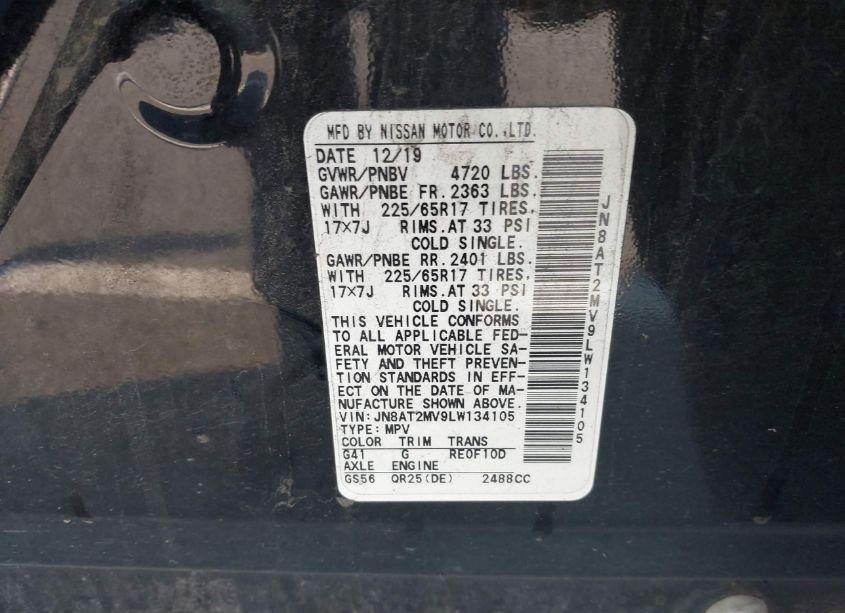 MFD BY NISSAN MOTOR CO.,LTD.
DATE 12/19
GVWR/PNBV 4720 LBS.
GAWR/PNBE FR. 2363 LBS.
WITH 225/65R17 TIRES,
17×7J RIMS.AT 33 PSI
COLD SINGLE.
GAWR/PNBE RR. 2401 LBS.
WITH 225/65R17 TIRES,
17×7J RIMS.AT 33 PSI
COLD SINGLE.
THIS VEHICLE CONFORMS
TO ALL APPLICABLE FED-
ERAL MOTOR VEHICLE SA-
FETY AND THEFT PREVEN-
TION STANDARDS IN EFF-
ECT ON THE DATE OF MA-
NUFACTURE SHOWN ABOVE.
VIN:JN8AT2MV9LW134105
TYPE:MPV
COLOR TRIM TRANS
G41 G RE0F10D
AXLE ENGINE
GS56 QR25(DE) 2488CC
JN8AT2MV9LW134105